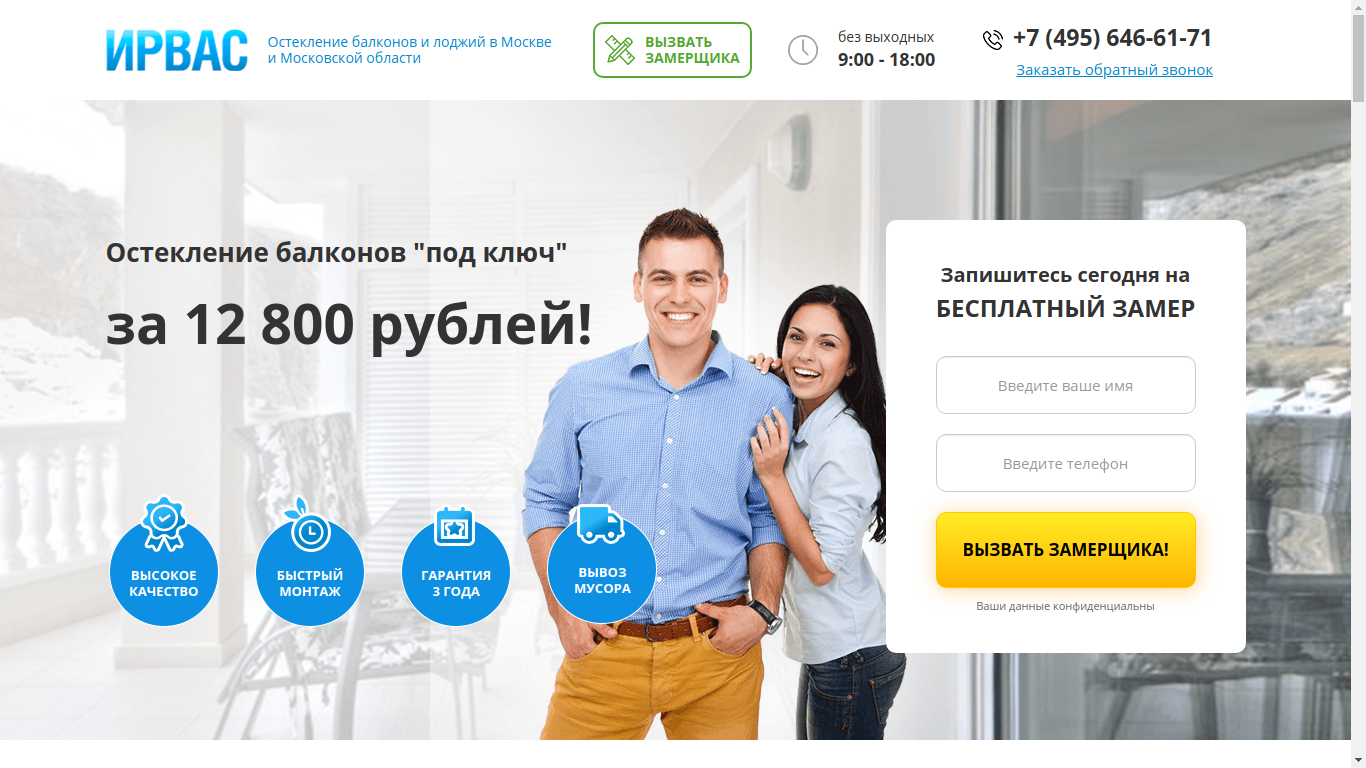 ИРВАС
Остекление балконов и лоджий в Москве
и Московской области
ВЫЗВАТЬ
ЗАМЕРЩИКА
без выходных
9:00 - 18:00
+7 (495) 646-61-71
Заказать обратный звонок
Остекление балконов "под ключ"
за 12 800 рублей!
Запишитесь сегодня на
БЕСПЛАТНЫЙ ЗАМЕР
Введите ваше имя
Введите телефон
ВЫЗВАТЬ ЗАМЕРЩИКА!
Ваши данные конфиденциальны
ВЫСОКОЕ
КАЧЕСТВО
БЫСТРЫЙ
МОНТАЖ
ГАРАНТИЯ
3 ГОДА
ВЫВОЗ
МУСОРА